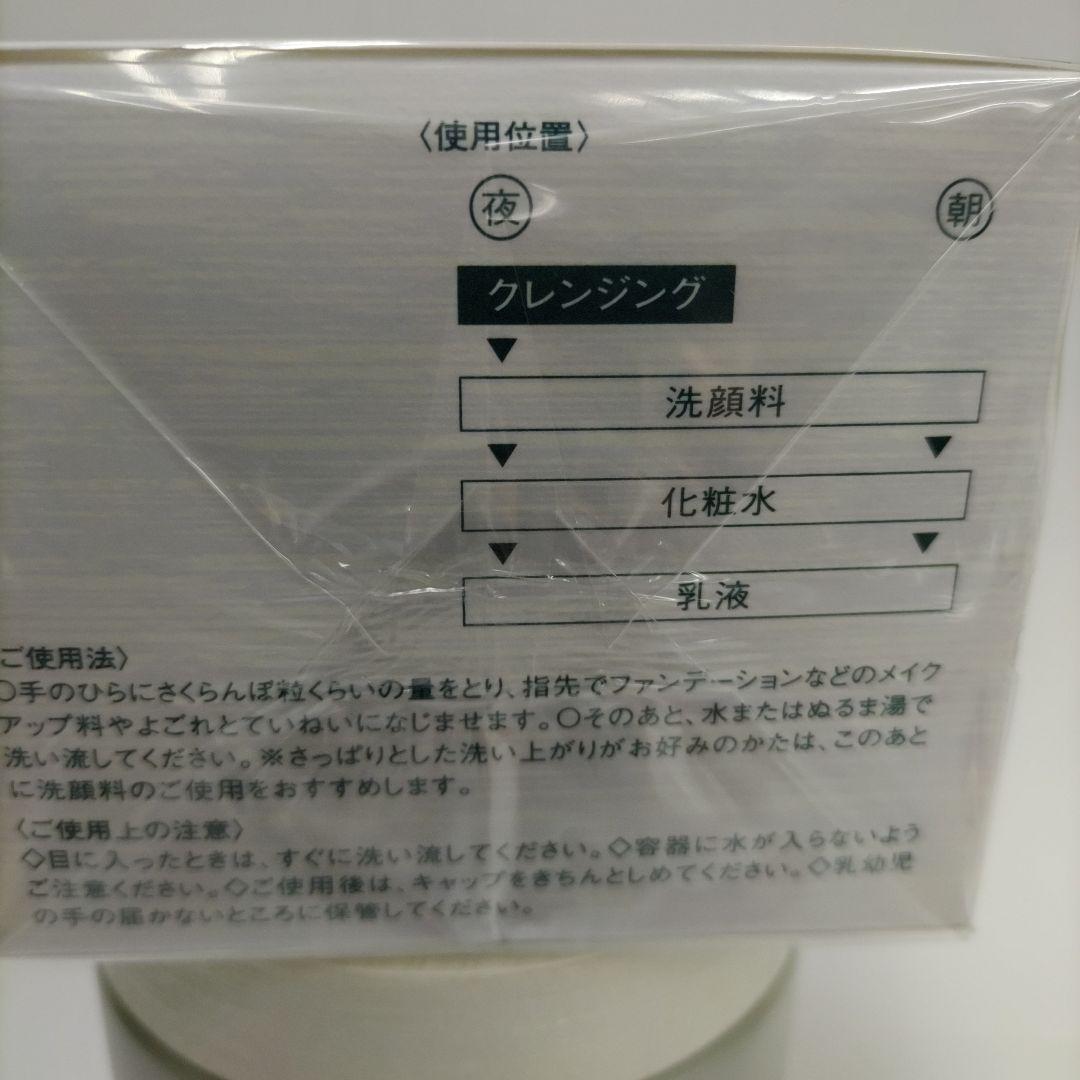 〈使用位置〉
夜 朝
クレンジング
▼
洗顔料
▼ ▼
化粧水
▼ ▼
乳液
ご使用法〉
○手のひらにさくらんぼ粒くらいの量をとり、指先でファンデーションなどのメイク
アップ料やよごれとていねいになじませます。○そのあと、水またはぬるま湯で
洗い流してください。※さっぱりとした洗い上がりがお好みのかたは、このあと
に洗顔料のご使用をおすすめします。
〈ご使用上の注意〉
◇目に入ったときは、すぐに洗い流してください。◇容器に水が入らないよう
ご注意ください。◇ご使用後は、キャップをきちんとしめてください。◇乳幼児
の手の届かないところに保管してください。